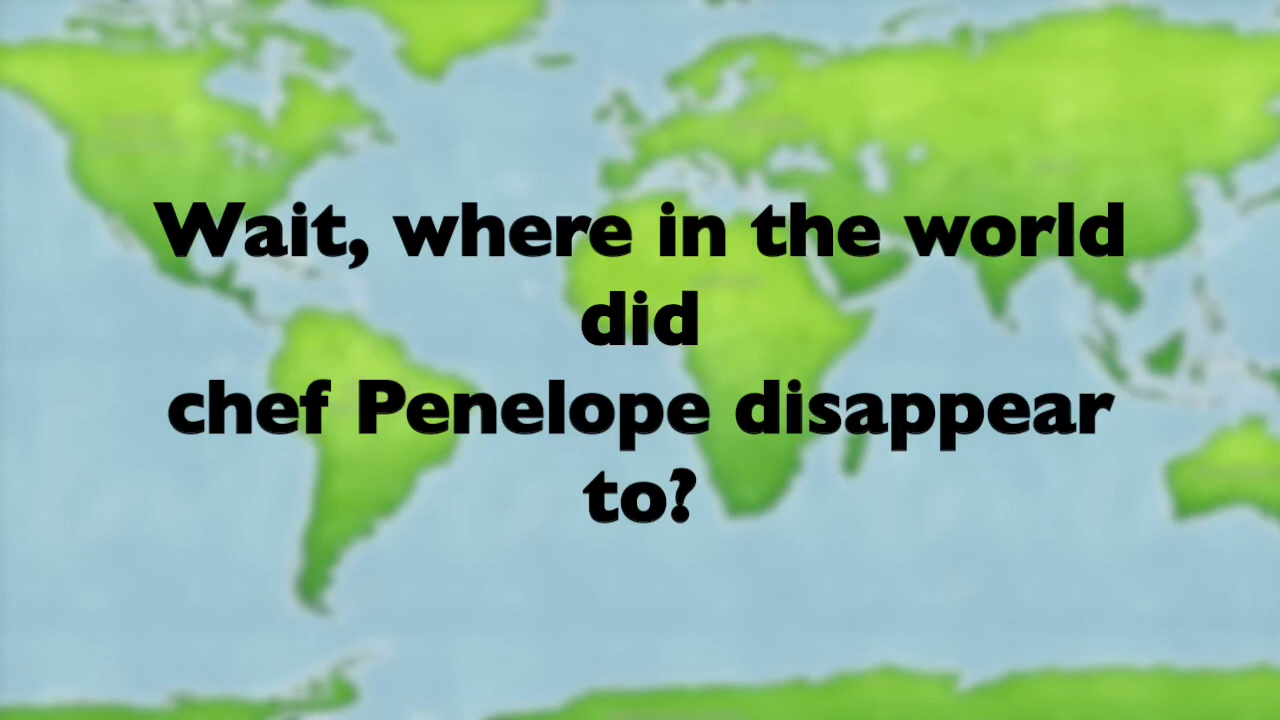 Wait, where in the world
did
chef Penelope disappear
to?